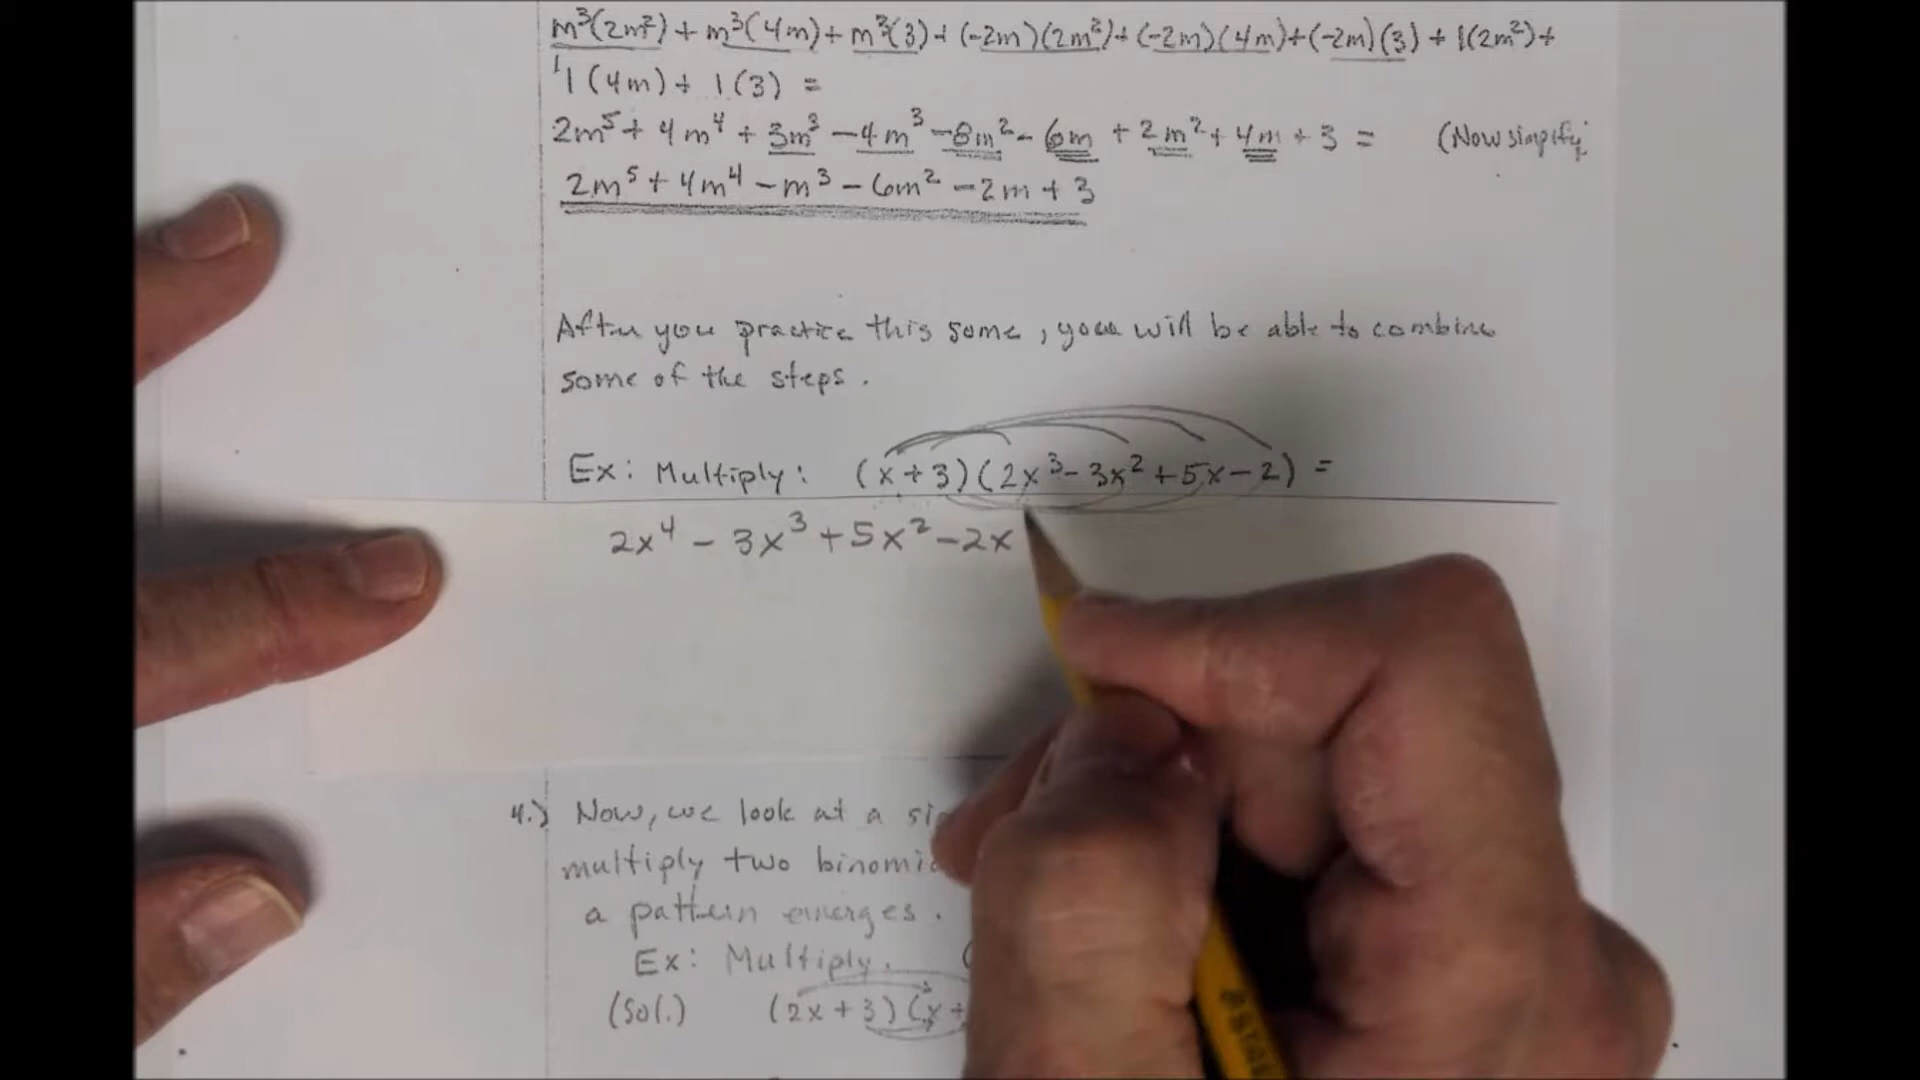 m³(2m²) + m³(4m) + m³(3) + (-2m)(2m²) + (-2m)(4m) + (-2m)(3) + 1(2m²) +
1(4m) + 1(3) =
2m⁵ + 4m⁴ + 3m³ - 4m³ - 8m² - 6m + 2m² + 4m + 3 = (Now simplify
2m⁵ + 4m⁴ - m³ - 6m² - 2m + 3
After you practice this some, you will be able to combine
some of the steps.
Ex: Multiply: (x+3)(2x³-3x²+5x-2) =
2x⁴ - 3x³ + 5x² - 2x
4.) Now, we look at a
multiply two
a pattern emerges.
Ex: Multiply. (
(Sol.) (2x+3)(x+